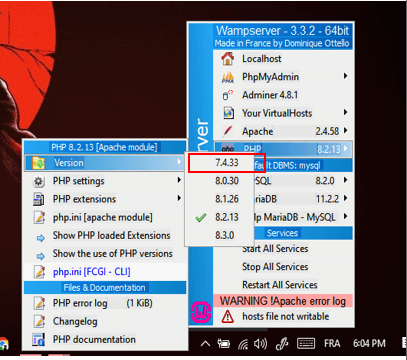 Wampserver - 3.3.2 - 64bit
Made in France by Dominique Ottello
Localhost
PhpMyAdmin
Adminer 4.8.1
Your VirtualHosts
Apache 2.4.58
PHP 8.2.13
fault DBMS: mysql
SQL 8.2.0
riaDB 11.2.2
lp MariaDB - MySQL
Services
Start All Services
Stop All Services
Restart All Services
WARNING !Apache error log
hosts file not writable
rver
PHP 8.2.13 [Apache module]
Version
PHP settings
PHP extensions
php.ini [apache module]
Show PHP loaded Extensions
Show the use of PHP versions
php.ini [FCGI - CLI]
Files & Documentation
PHP error log (1 KiB)
Changelog
PHP documentation
7.4.33
8.0.30
8.1.26
8.2.13
8.3.0
FRA
6:04 PM